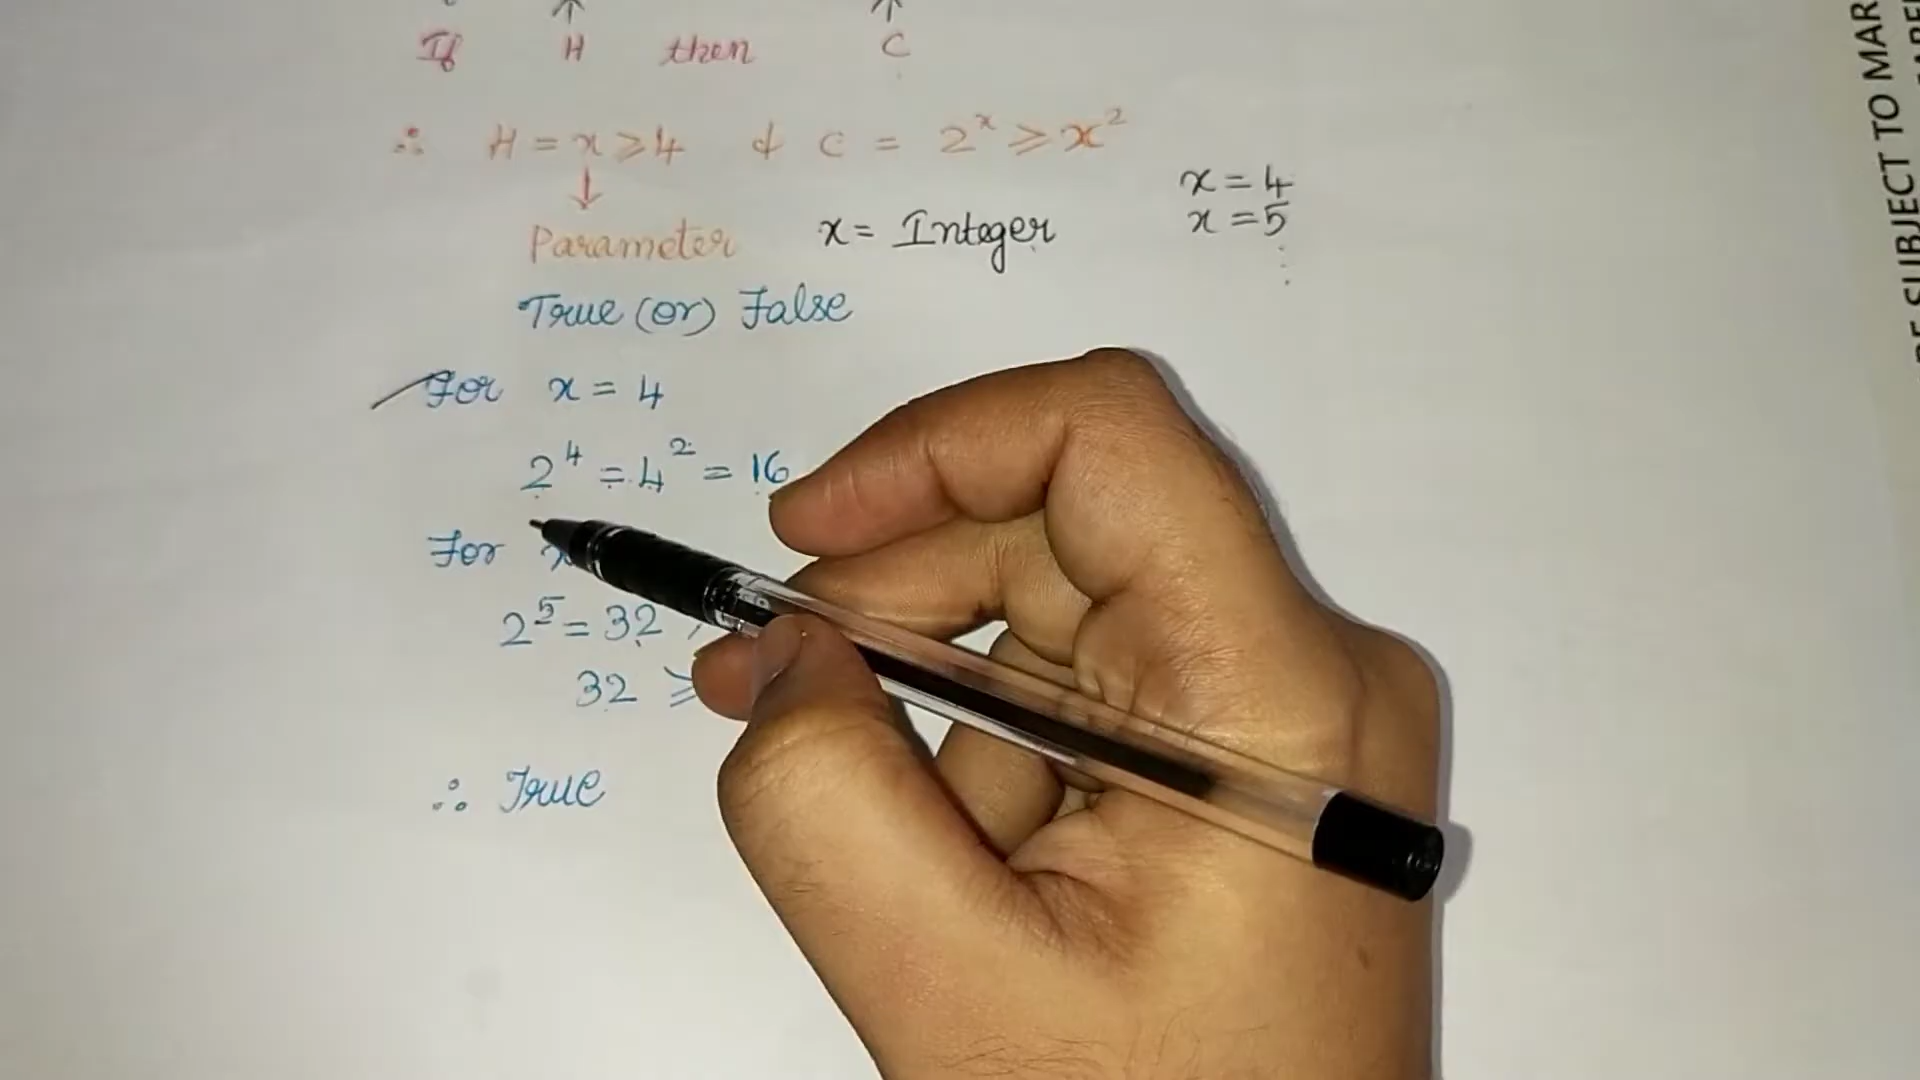 If H then C
∴ H = x ≥ 4 & C = 2^x ≥ x^2
Parameter x = Integer
x = 4
x = 5
True (or) False
For x = 4
2^4 = 4^2 = 16
For x
2^5 = 32
32 ≥
∴ True
BE SUBJECT TO MAR